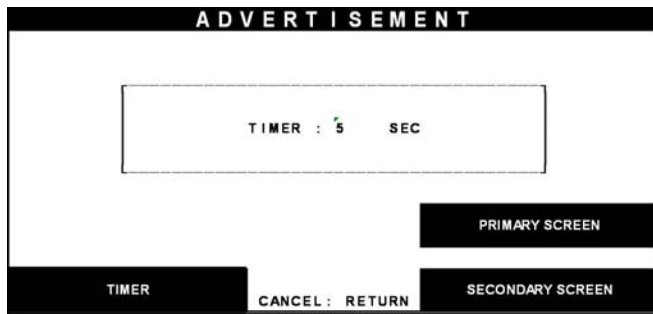 ADVERTISEMENT
TIMER : 5 SEC
PRIMARY SCREEN
TIMER
CANCEL : RETURN
SECONDARY SCREEN